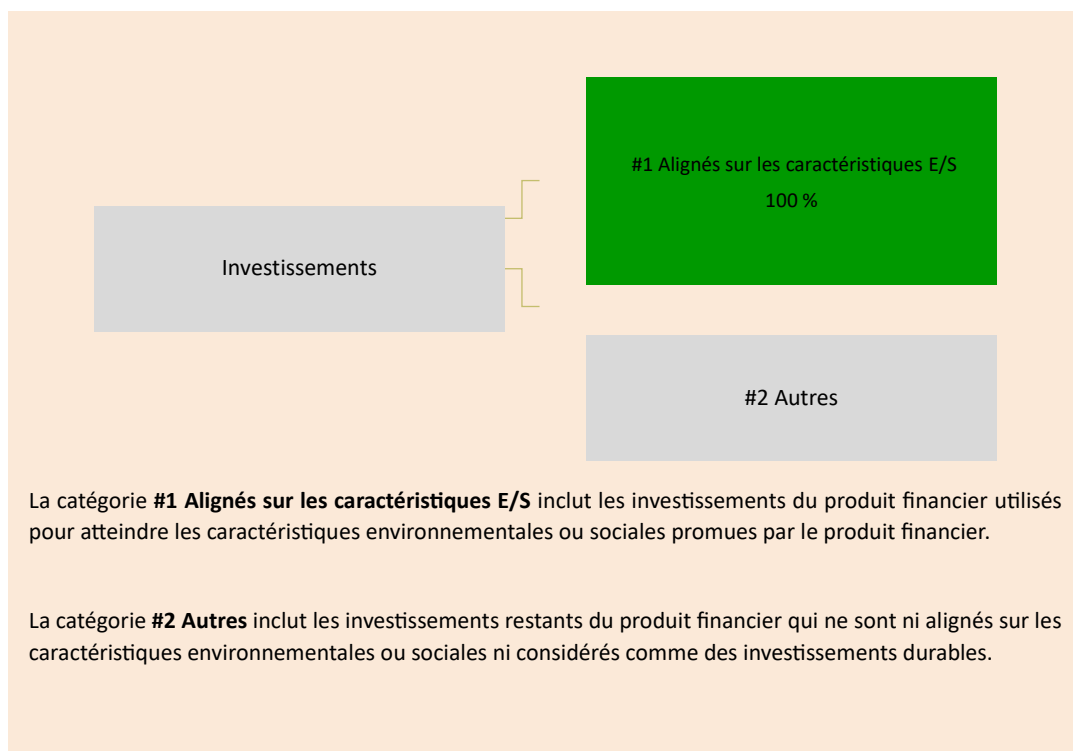 #1 Alignés sur les caractéristiques E/S
100 %
Investissements
#2 Autres
La catégorie #1 Alignés sur les caractéristiques E/S inclut les investissements du produit financier utilisés
pour atteindre les caractéristiques environnementales ou sociales promues par le produit financier.
La catégorie #2 Autres inclut les investissements restants du produit financier qui ne sont ni alignés sur les
caractéristiques environnementales ou sociales ni considérés comme des investissements durables.